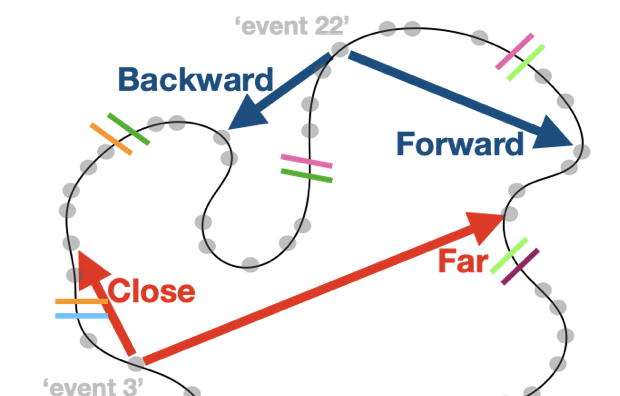 ‘event 22’
Backward
Forward
Far
Close
‘event 3’